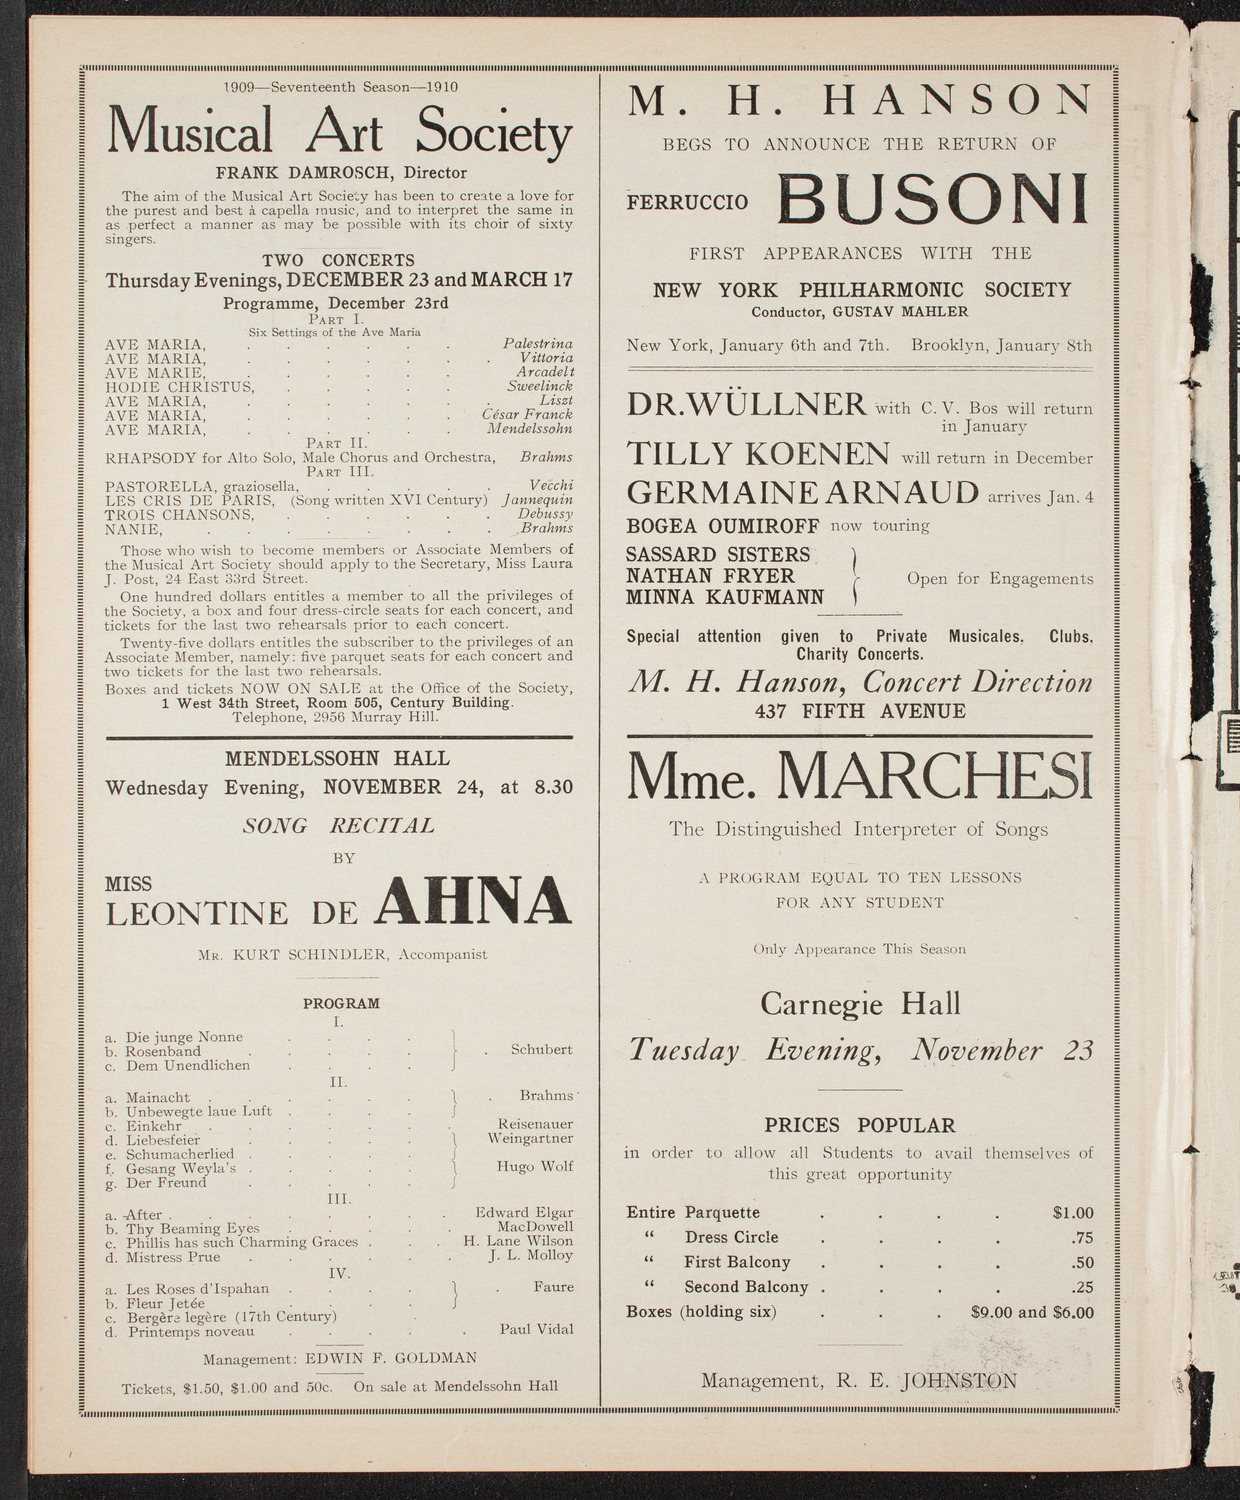 1909—Seventeenth Season—1910
Musical Art Society
FRANK DAMROSCH, Director
The aim of the Musical Art Society has been to create a love for
the purest and best à capella music, and to interpret the same in
as perfect a manner as may be possible with its choir of sixty
singers.
TWO CONCERTS
Thursday Evenings, DECEMBER 23 and MARCH 17
Programme, December 23rd
PART I.
Six Settings of the Ave Maria
AVE MARIA, . . . . . . Palestrina
AVE MARIA, . . . . . . . Vittoria
AVE MARIE, . . . . . . Arcadelt
HODIE CHRISTUS, . . . . . Sweelinck
AVE MARIA, . . . . . . . Liszt
AVE MARIA, . . . . . . César Franck
AVE MARIA, . . . . . . . Mendelssohn
PART II.
RHAPSODY for Alto Solo, Male Chorus and Orchestra, Brahms
PART III.
PASTORELLA, graziosella, . . . . . Vecchi
LES CRIS DE PARIS, (Song written XVI Century) Jannequin
TROIS CHANSONS, . . . . . . Debussy
NANIE, . . . . . . . . Brahms
Those who wish to become members or Associate Members of
the Musical Art Society should apply to the Secretary, Miss Laura
J. Post, 24 East 33rd Street.
One hundred dollars entitles a member to all the privileges of
the Society, a box and four dress-circle seats for each concert, and
tickets for the last two rehearsals prior to each concert.
Twenty-five dollars entitles the subscriber to the privileges of an
Associate Member, namely: five parquet seats for each concert and
two tickets for the last two rehearsals.
Boxes and tickets NOW ON SALE at the Office of the Society,
1 West 34th Street, Room 505, Century Building.
Telephone, 2956 Murray Hill.
MENDELSSOHN HALL
Wednesday Evening, NOVEMBER 24, at 8.30
SONG RECITAL
BY
MISS
LEONTINE DE AHNA
MR. KURT SCHINDLER, Accompanist
PROGRAM
I.
a. Die junge Nonne . . . .
b. Rosenband . . . . . } . Schubert
c. Dem Unendlichen . . . .
II.
a. Mainacht . . . . . . } . Brahms
b. Unbewegte laue Luft . . . .
c. Einkehr . . . . . . . Reisenauer
d. Liebesfeier . . . . . Weingartner
e. Schumacherlied . . . . .
f. Gesang Weyla's . . . . . } Hugo Wolf
g. Der Freund . . . . .
III.
a. After . . . . . . . . Edward Elgar
b. Thy Beaming Eyes . . . . . MacDowell
c. Phillis has such Charming Graces . . . H. Lane Wilson
d. Mistress Prue . . . . . . J. L. Molloy
IV.
a. Les Roses d'Ispahan . . . . } . Faure
b. Fleur Jetée . . . . .
c. Bergère legère (17th Century) .
d. Printemps noveau . . . . . Paul Vidal
Management: EDWIN F. GOLDMAN
Tickets, $1.50, $1.00 and 50c. On sale at Mendelssohn Hall
M. H. HANSON
BEGS TO ANNOUNCE THE RETURN OF
FERRUCCIO BUSONI
FIRST APPEARANCES WITH THE
NEW YORK PHILHARMONIC SOCIETY
Conductor, GUSTAV MAHLER
New York, January 6th and 7th. Brooklyn, January 8th
DR. WÜLLNER with C. V. Bos will return
in January
TILLY KOENEN will return in December
GERMAINE ARNAUD arrives Jan. 4
BOGEA OUMIROFF now touring
SASSARD SISTERS
NATHAN FRYER } Open for Engagements
MINNA KAUFMANN
Special attention given to Private Musicales. Clubs.
Charity Concerts.
M. H. Hanson, Concert Direction
437 FIFTH AVENUE
Mme. MARCHESI
The Distinguished Interpreter of Songs
A PROGRAM EQUAL TO TEN LESSONS
FOR ANY STUDENT
Only Appearance This Season
Carnegie Hall
Tuesday Evening, November 23
PRICES POPULAR
in order to allow all Students to avail themselves of
this great opportunity
Entire Parquette . . . . $1.00
“ Dress Circle . . . . .75
“ First Balcony . . . . .50
“ Second Balcony . . . . .25
Boxes (holding six) . . . $9.00 and $6.00
Management, R. E. JOHNSTON